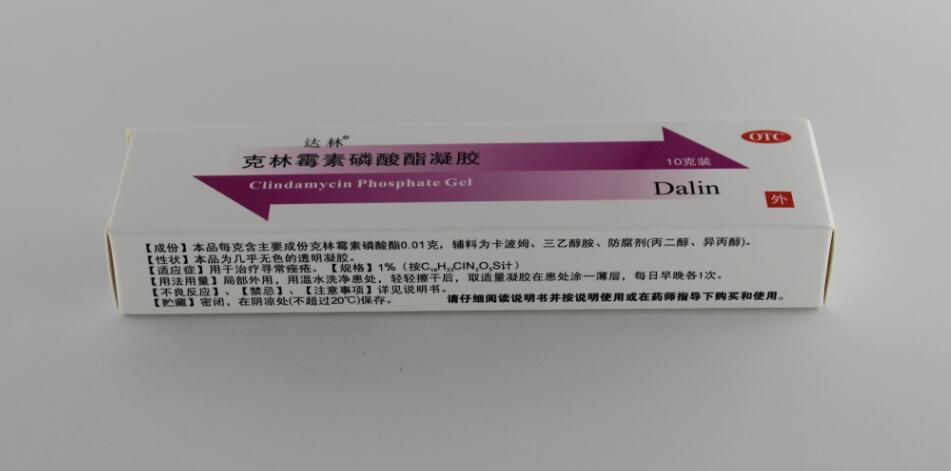 达林®
OTC
克林霉素磷酸酯凝胶
10克装
Clindamycin Phosphate Gel
Dalin
外
【成份】本品每克含主要成份克林霉素磷酸酯0.01克，辅料为卡波姆、三乙醇胺、防腐剂(丙二醇、异丙醇)。
【性状】本品为几乎无色的透明凝胶。
【适应症】用于治疗寻常痤疮。【规格】1%（按C₁₈H₃₃ClN₂O₅S计）
【用法用量】局部外用，用温水洗净患处，轻轻擦干后，取适量凝胶在患处涂一薄层，每日早晚各1次。
【不良反应】、【禁忌】、【注意事项】详见说明书。
【贮藏】密闭，在阴凉处(不超过20℃)保存。
请仔细阅读说明书并按说明使用或在药师指导下购买和使用。